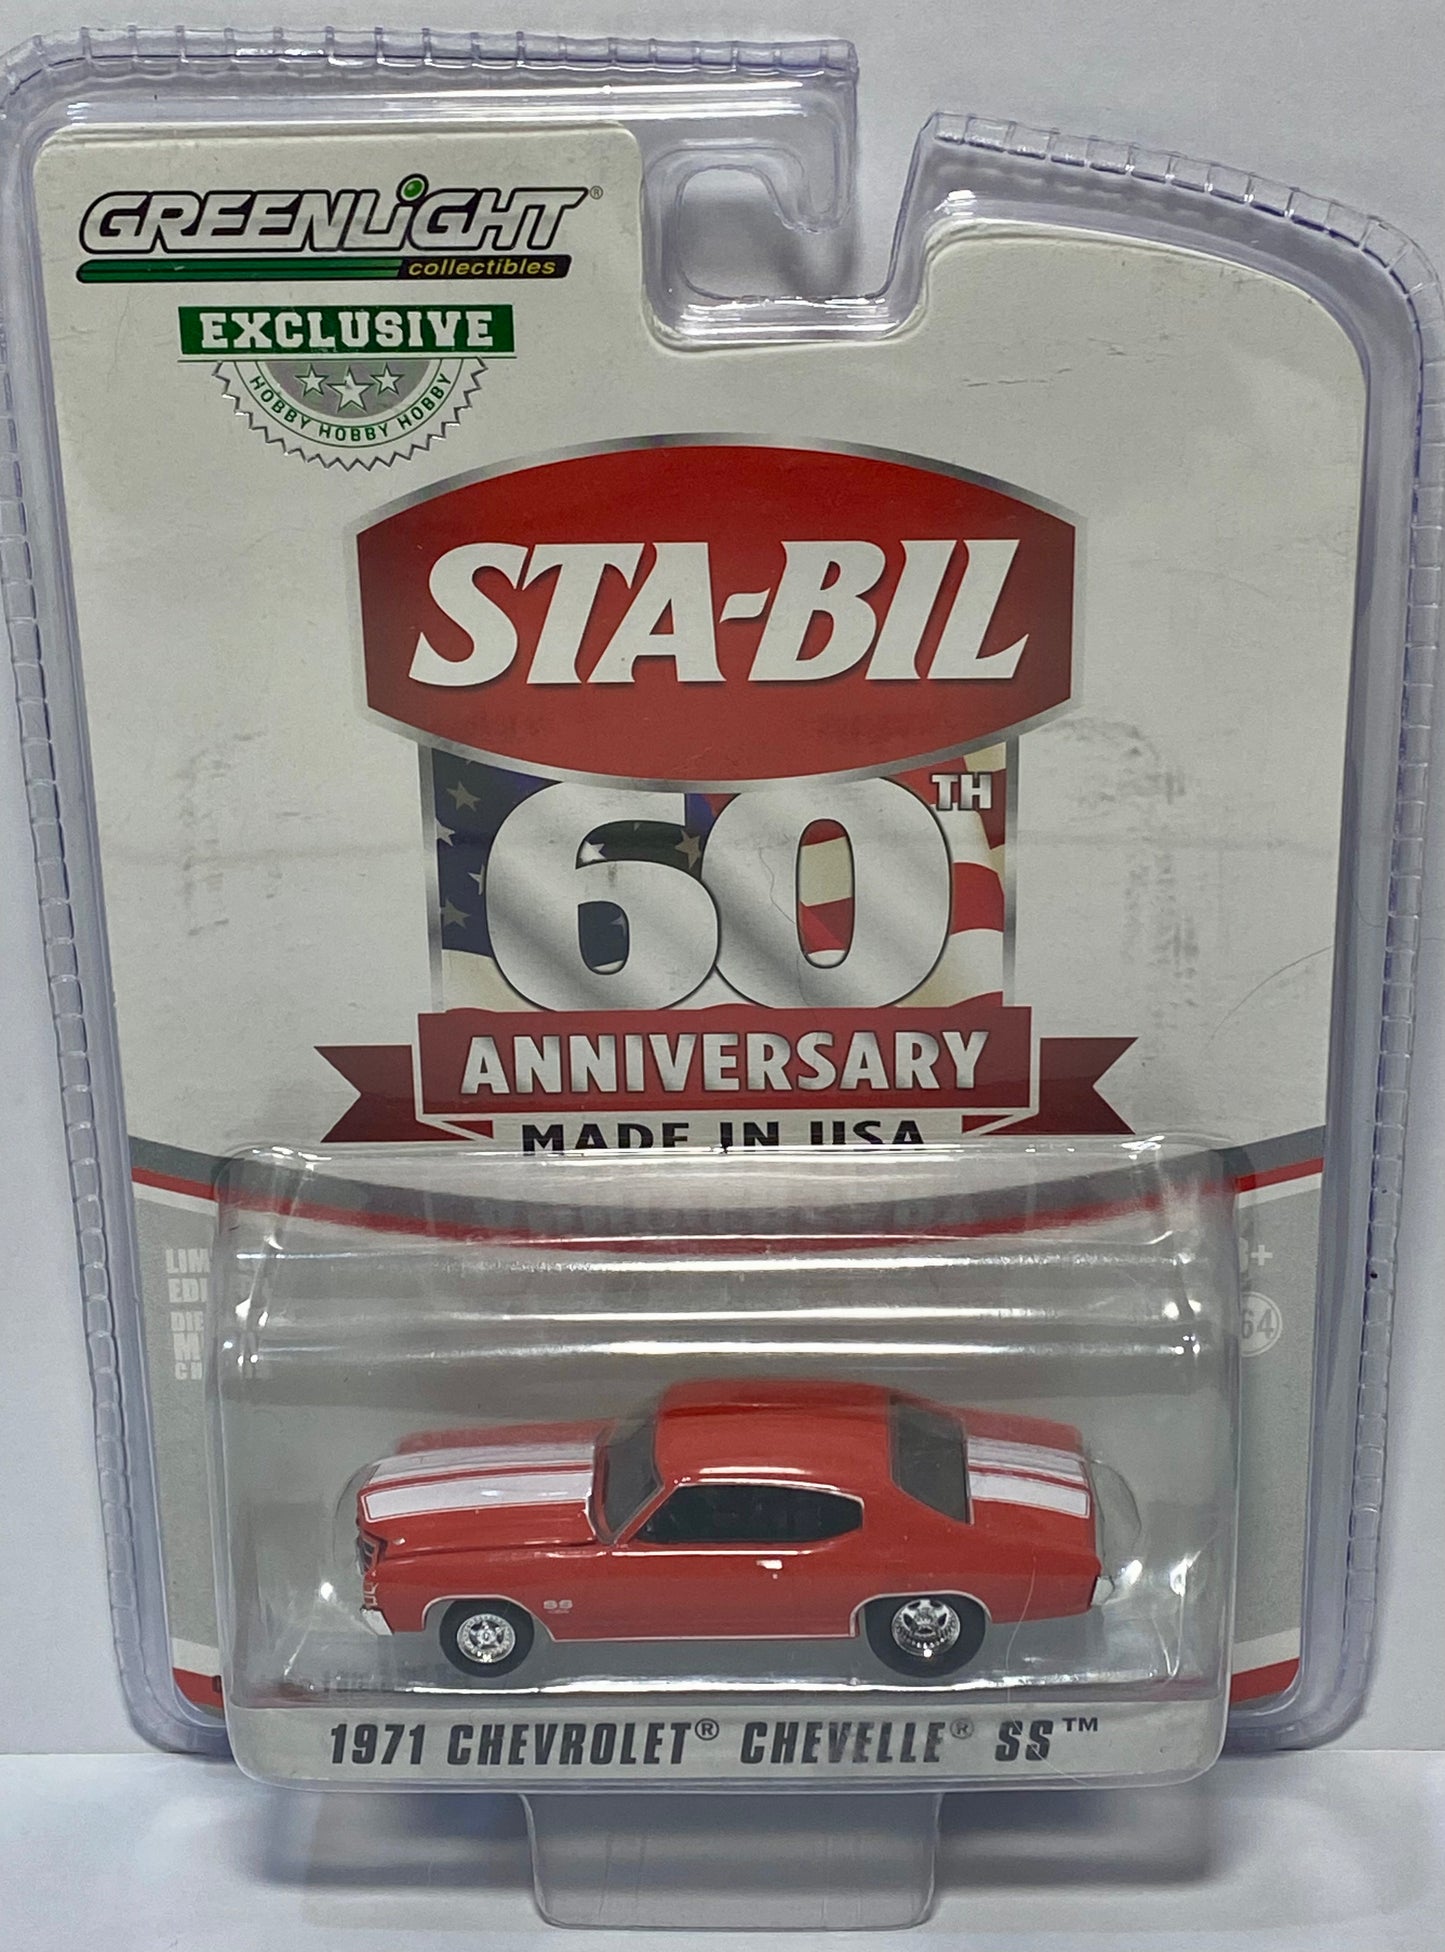 GREENLiGHT®
collectibles
EXCLUSIVE
HOBBY HOBBY HOBBY
STA-BIL
60TH
ANNIVERSARY
MADE IN USA
1971 CHEVROLET® CHEVELLE® SS™
SS